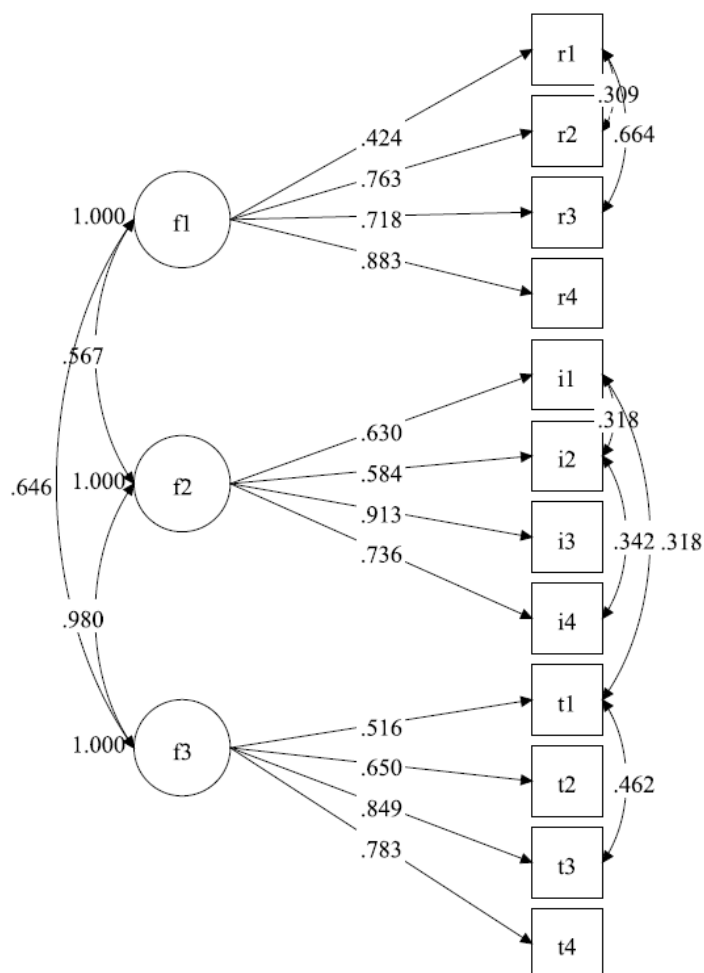 r1
.309
.424
r2
.664
.763
1.000
f1
.718
r3
.883
r4
.567
i1
.630
.318
.584
i2
1.000
f2
.646
.913
i3
.342
.318
.736
i4
.980
t1
.516
1.000
f3
.650
t2
.462
.849
t3
.783
t4